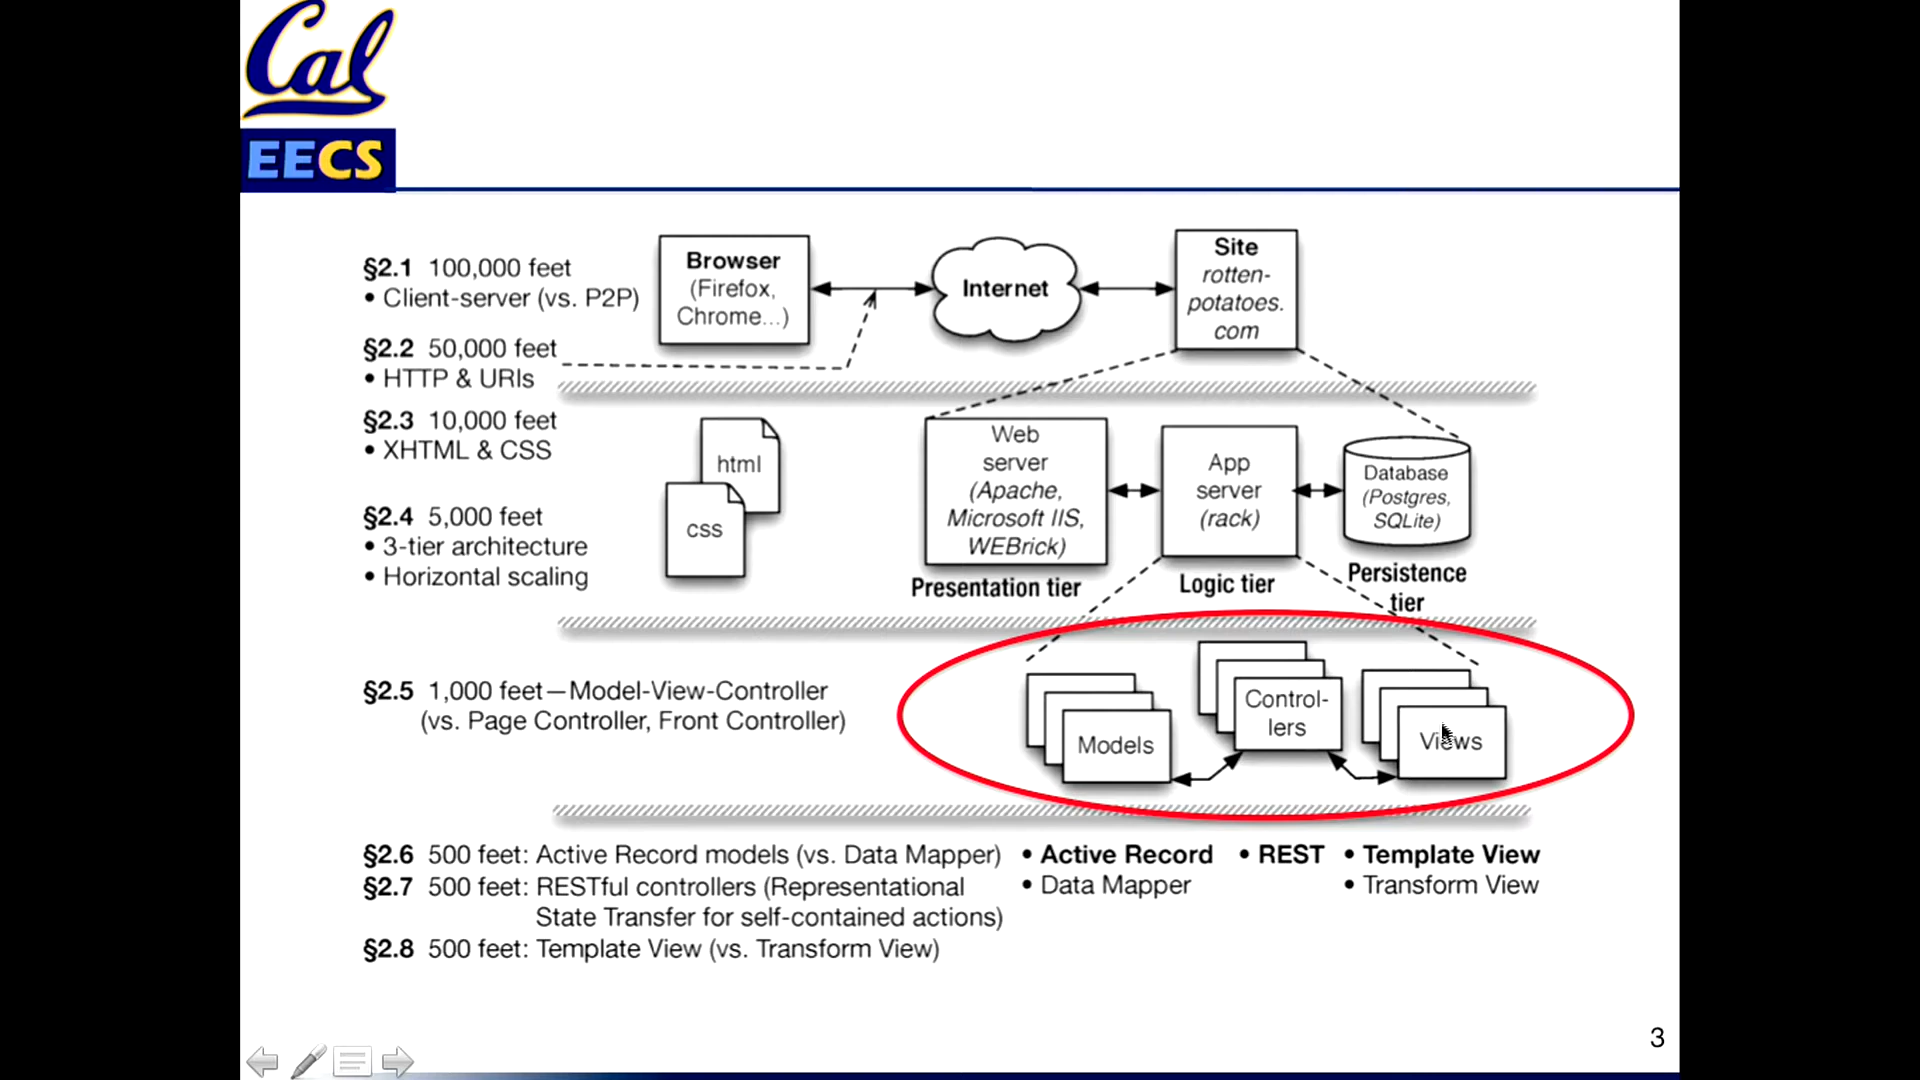 Cal
EECS
§2.1 100,000 feet
• Client-server (vs. P2P)
§2.2 50,000 feet
• HTTP & URIs
§2.3 10,000 feet
• XHTML & CSS
§2.4 5,000 feet
• 3-tier architecture
• Horizontal scaling
Browser
(Firefox,
Chrome...)
Internet
Site
rotten-
potatoes.
com
html
css
Web
server
(Apache,
Microsoft IIS,
WEBrick)
Presentation tier
App
server
(rack)
Logic tier
Database
(Postgres,
SQLite)
Persistence
tier
§2.5 1,000 feet—Model-View-Controller
(vs. Page Controller, Front Controller)
Models
Control-
lers
Views
§2.6 500 feet: Active Record models (vs. Data Mapper)
§2.7 500 feet: RESTful controllers (Representational
State Transfer for self-contained actions)
§2.8 500 feet: Template View (vs. Transform View)
• Active Record
• Data Mapper
• REST
• Template View
• Transform View
3